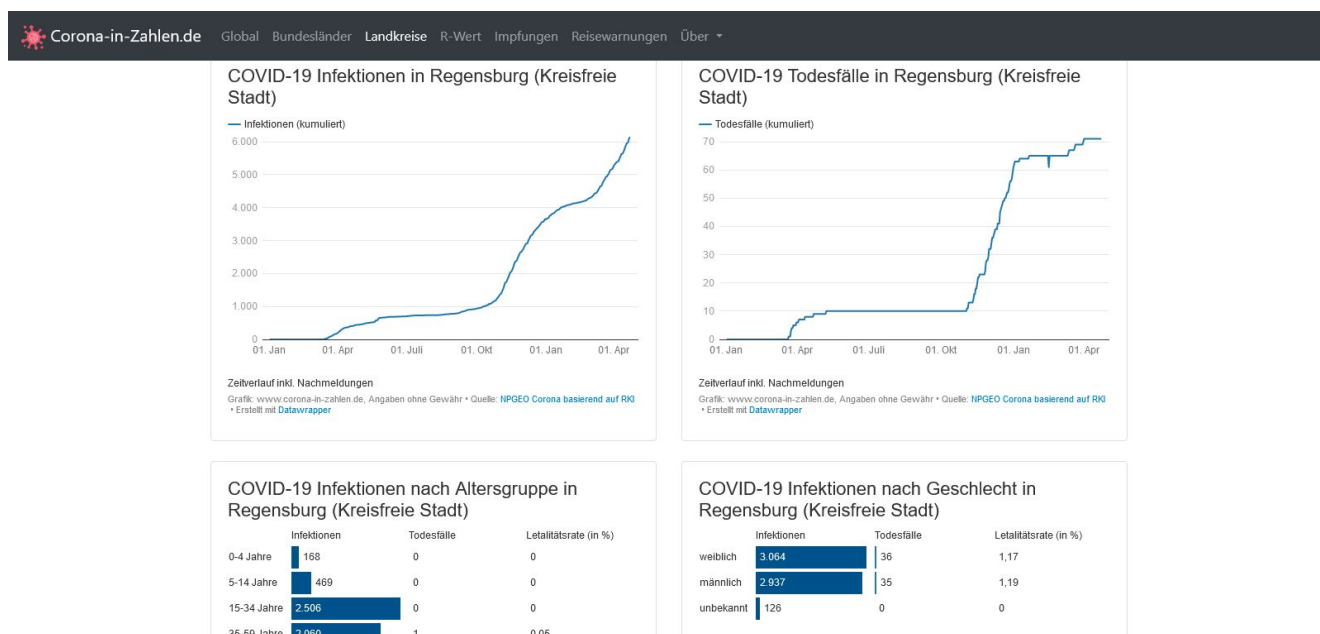 Corona-in-Zahlen.de Global Bundesländer Landkreise R-Wert Impfungen Reisewarnungen Über
COVID-19 Infektionen in Regensburg (Kreisfreie
Stadt)
Infektionen (kumuliert)
6.000
5.000
4.000
3.000
2.000
1.000
0
01. Jan 01. Apr 01. Juli 01. Okt 01. Jan 01. Apr
Zeitverlauf inkl. Nachmeldungen
Grafik: www.corona-in-zahlen.de, Angaben ohne Gewähr • Quelle: NPGEO Corona basierend auf RKI
• Erstellt mit Datawrapper
COVID-19 Todesfälle in Regensburg (Kreisfreie
Stadt)
Todesfälle (kumuliert)
70
60
50
40
30
20
10
0
01. Jan 01. Apr 01. Juli 01. Okt 01. Jan 01. Apr
Zeitverlauf inkl. Nachmeldungen
Grafik: www.corona-in-zahlen.de, Angaben ohne Gewähr • Quelle: NPGEO Corona basierend auf RKI
• Erstellt mit Datawrapper
COVID-19 Infektionen nach Altersgruppe in
Regensburg (Kreisfreie Stadt)
Infektionen Todesfälle Letalitätsrate (in %)
0-4 Jahre 168 0 0
5-14 Jahre 469 0 0
15-34 Jahre 2.506 0 0
35-59 Jahre 2.060 1 0,05
COVID-19 Infektionen nach Geschlecht in
Regensburg (Kreisfreie Stadt)
Infektionen Todesfälle Letalitätsrate (in %)
weiblich 3.064 36 1,17
männlich 2.937 35 1,19
unbekannt 126 0 0